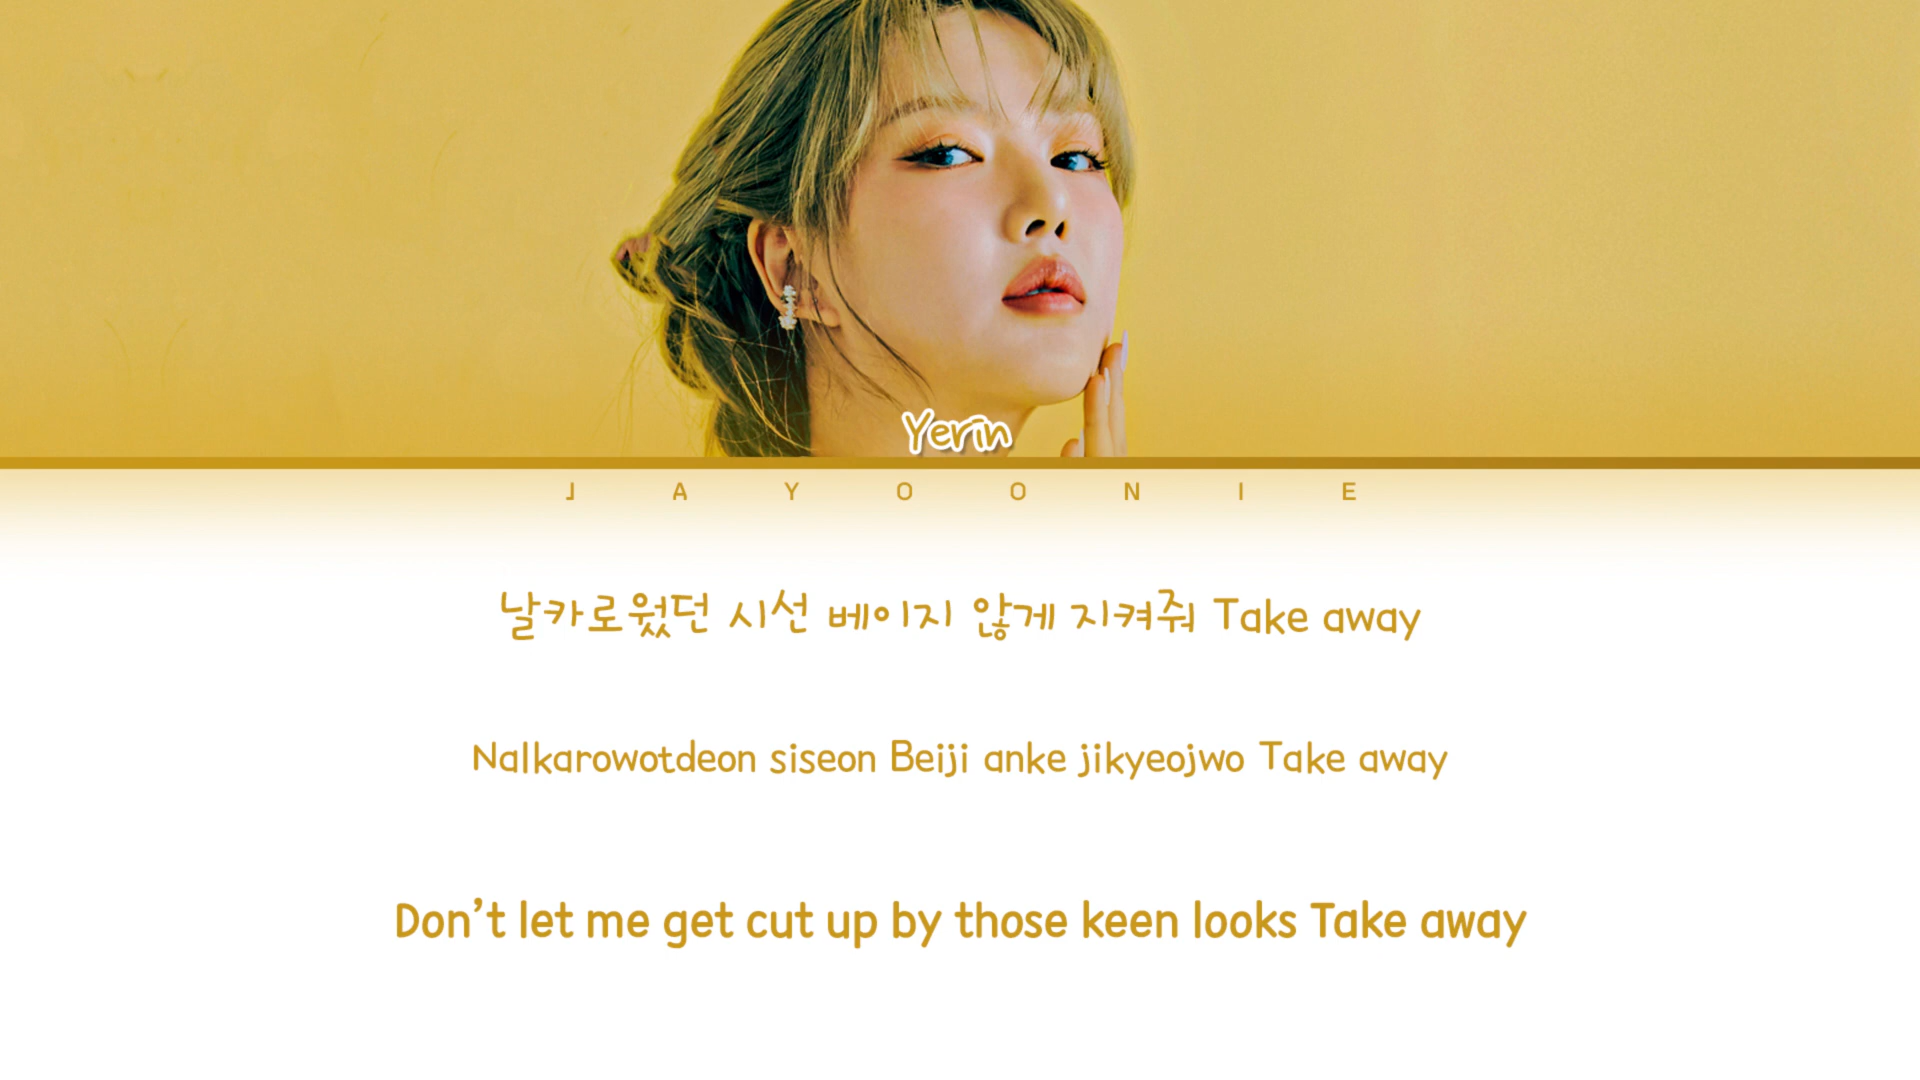 Yerin
J A Y O O N I E
날카로웠던 시선 베이지 않게 지켜줘 Take away
Nalkarowotdeon siseon Beiji anke jikyeojwo Take away
Don’t let me get cut up by those keen looks Take away